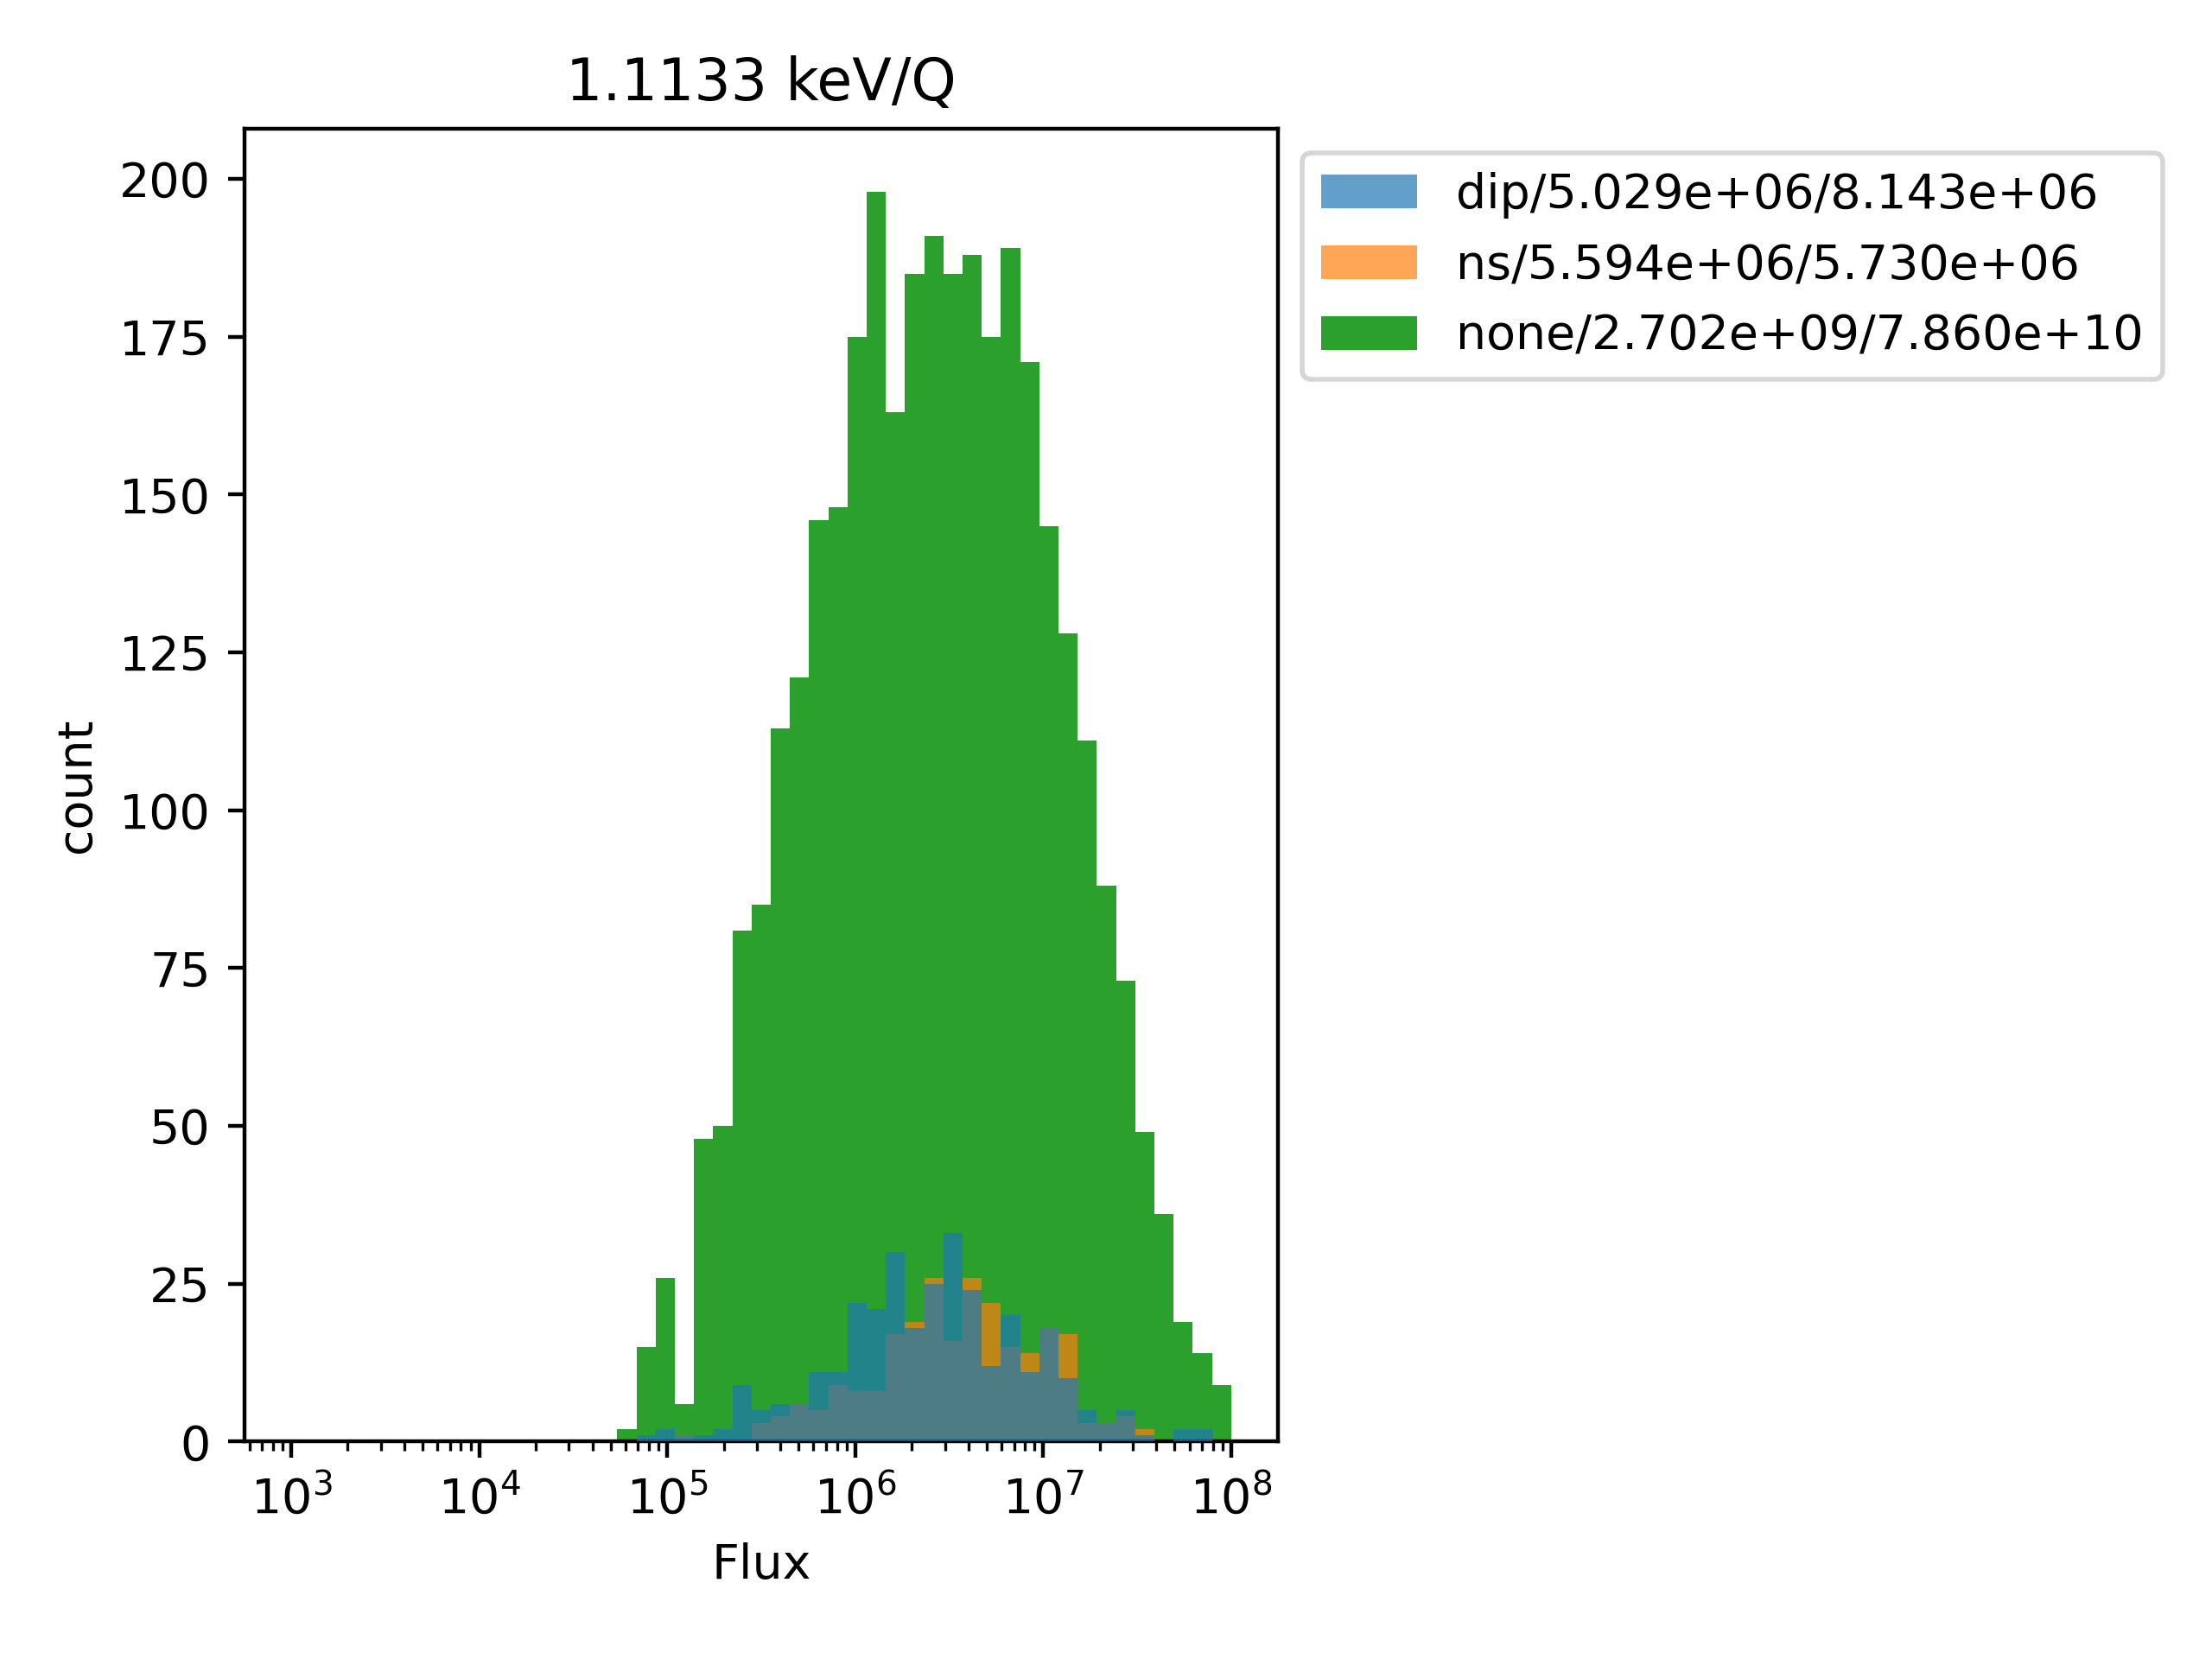 1.1133 keV/Q
dip/5.029e+06/8.143e+06
ns/5.594e+06/5.730e+06
none/2.702e+09/7.860e+10
200
175
150
125
100
75
50
25
0
count
10³ 10⁴ 10⁵ 10⁶ 10⁷ 10⁸
Flux